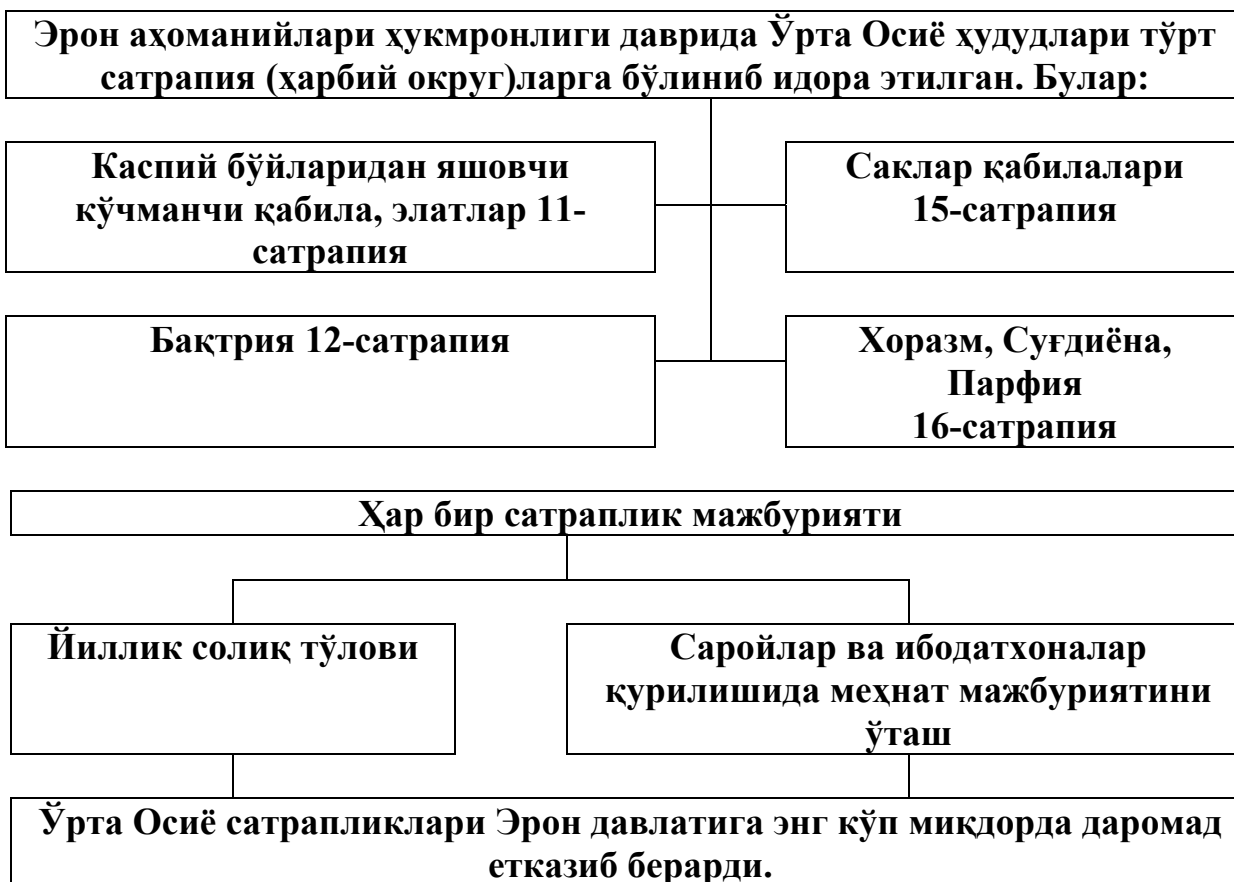 Эрон аҳоманийлари ҳукмронлиги даврида Ўрта Осиё ҳудудлари тўрт
сатрапия (ҳарбий округ)ларга бўлиниб идора этилган. Булар:
Каспий бўйларидан яшовчи
кўчманчи қабила, элатлар 11-
сатрапия
Саклар қабилалари
15-сатрапия
Бақтрия 12-сатрапия
Хоразм, Суғдиёна,
Парфия
16-сатрапия
Ҳар бир сатраплик мажбурияти
Йиллик солиқ тўлови
Саройлар ва ибодатхоналар
қурилишида меҳнат мажбуриятини
ўташ
Ўрта Осиё сатрапликлари Эрон давлатига энг кўп миқдорда даромад
етказиб берарди.